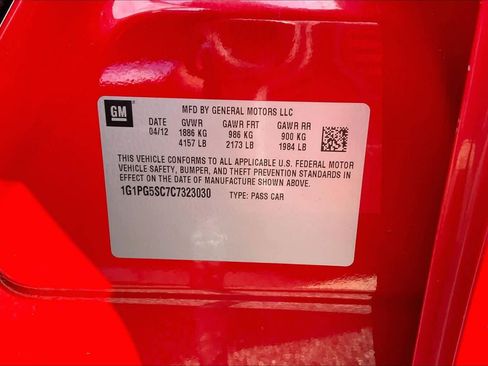 GM
MFD BY GENERAL MOTORS LLC
DATE GVWR GAWR FRT GAWR RR
04/12 1886 KG 986 KG 900 KG
4157 LB 2173 LB 1984 LB
THIS VEHICLE CONFORMS TO ALL APPLICABLE U.S. FEDERAL MOTOR
VEHICLE SAFETY, BUMPER, AND THEFT PREVENTION STANDARDS IN
EFFECT ON THE DATE OF MANUFACTURE SHOWN ABOVE.
1G1PG5SC7C7323030 TYPE: PASS CAR